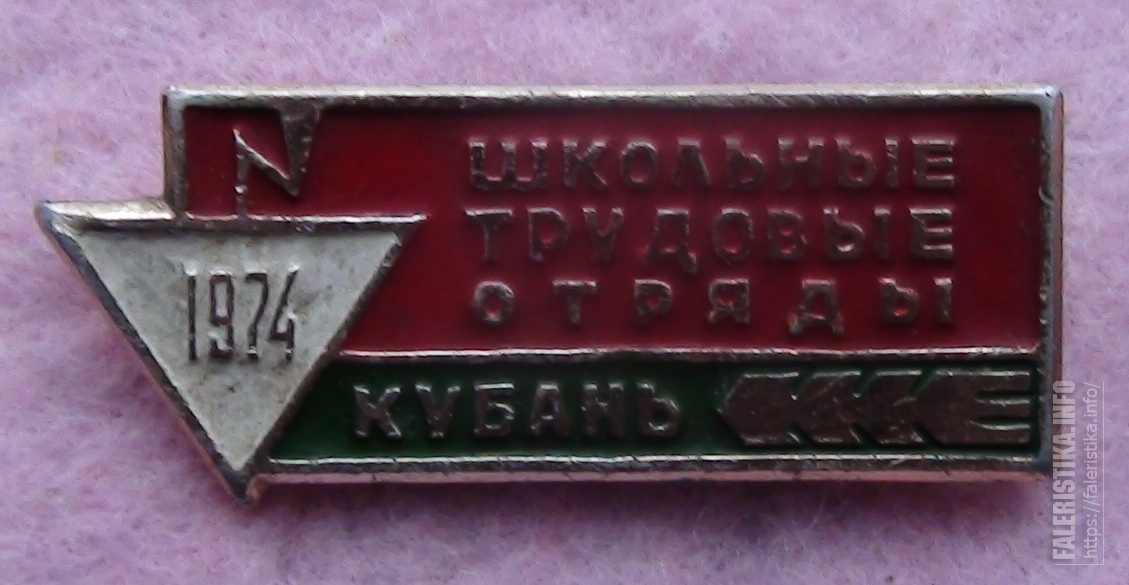 ШКОЛЬНЫЕ
ТРУДОВЫЕ
ОТРЯДЫ
1974
КУБАНЬ
FALERISTIKA.INFO
https://faleristika.info/